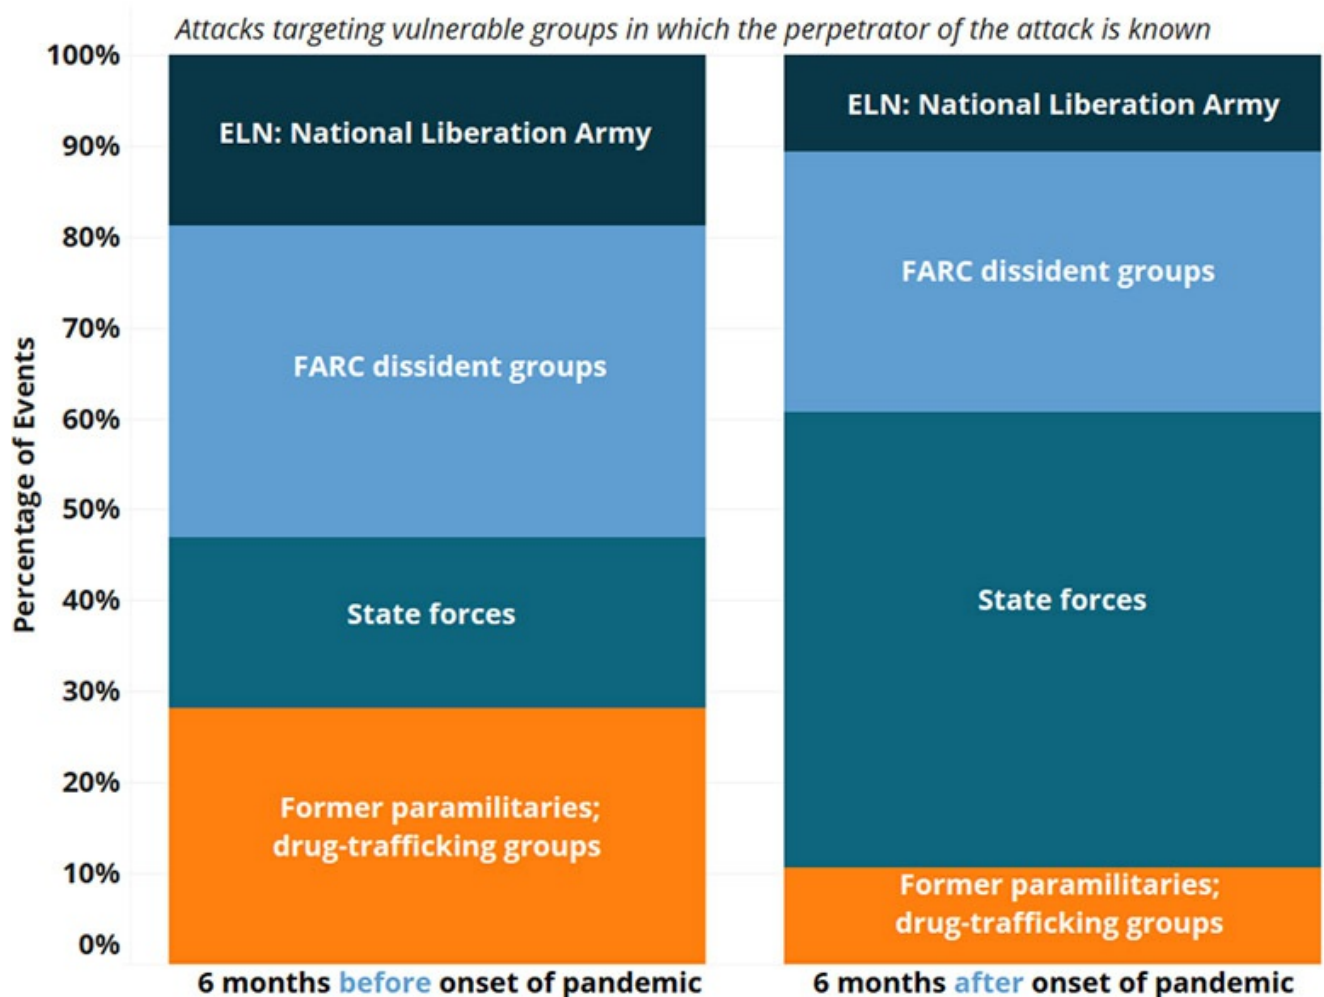 Attacks targeting vulnerable groups in which the perpetrator of the attack is known
Percentage of Events
100%
90%
80%
70%
60%
50%
40%
30%
20%
10%
0%
ELN: National Liberation Army
FARC dissident groups
State forces
Former paramilitaries;
drug-trafficking groups
6 months before onset of pandemic
ELN: National Liberation Army
FARC dissident groups
State forces
Former paramilitaries;
drug-trafficking groups
6 months after onset of pandemic